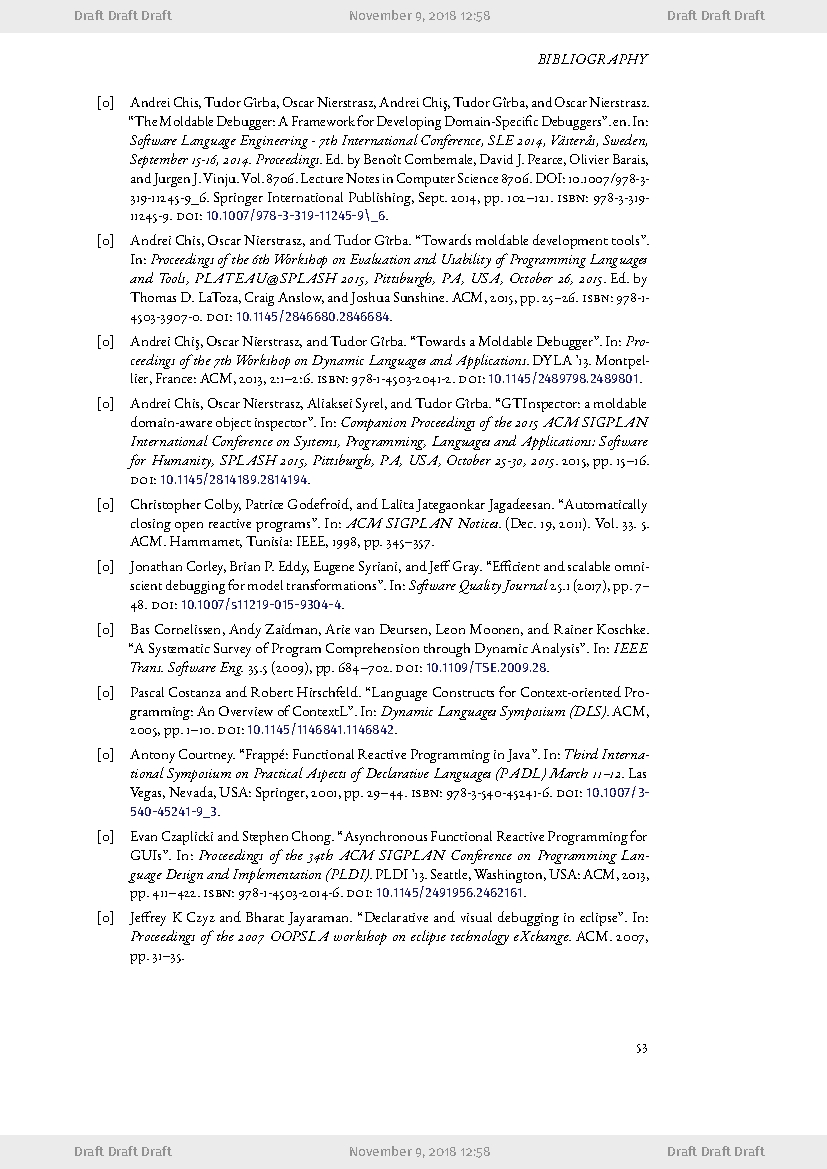 Draft Draft Draft November 9, 2018 12:58 Draft Draft Draft
BIBLIOGRAPHY
[0] Andrei Chis, Tudor Gîrba, Oscar Nierstrasz, Andrei Chiş, Tudor Gîrba, and Oscar Nierstrasz.
“The Moldable Debugger: A Framework for Developing Domain-Specific Debuggers”. en. In:
Software Language Engineering - 7th International Conference, SLE 2014, Västerås, Sweden,
September 15-16, 2014. Proceedings. Ed. by Benoît Combemale, David J. Pearce, Olivier Barais,
and Jurgen J. Vinju. Vol. 8706. Lecture Notes in Computer Science 8706. DOI: 10.1007/978-3-
319-11245-9_6. Springer International Publishing, Sept. 2014, pp. 102–121. ISBN: 978-3-319-
11245-9. DOI: 10.1007/978-3-319-11245-9\_6.
[0] Andrei Chis, Oscar Nierstrasz, and Tudor Gîrba. “Towards moldable development tools”.
In: Proceedings of the 6th Workshop on Evaluation and Usability of Programming Languages
and Tools, PLATEAU@SPLASH 2015, Pittsburgh, PA, USA, October 26, 2015. Ed. by
Thomas D. LaToza, Craig Anslow, and Joshua Sunshine. ACM, 2015, pp. 25–26. ISBN: 978-1-
4503-3907-0. DOI: 10.1145/2846680.2846684.
[0] Andrei Chiş, Oscar Nierstrasz, and Tudor Gîrba. “Towards a Moldable Debugger”. In: Pro-
ceedings of the 7th Workshop on Dynamic Languages and Applications. DYLA ’13. Montpel-
lier, France: ACM, 2013, 2:1–2:6. ISBN: 978-1-4503-2041-2. DOI: 10.1145/2489798.2489801.
[0] Andrei Chis, Oscar Nierstrasz, Aliaksei Syrel, and Tudor Gîrba. “GTInspector: a moldable
domain-aware object inspector”. In: Companion Proceedings of the 2015 ACM SIGPLAN
International Conference on Systems, Programming, Languages and Applications: Software
for Humanity, SPLASH 2015, Pittsburgh, PA, USA, October 25-30, 2015. 2015, pp. 15–16.
DOI: 10.1145/2814189.2814194.
[0] Christopher Colby, Patrice Godefroid, and Lalita Jategaonkar Jagadeesan. “Automatically
closing open reactive programs”. In: ACM SIGPLAN Notices. (Dec. 19, 2011). Vol. 33. 5.
ACM. Hammamet, Tunisia: IEEE, 1998, pp. 345–357.
[0] Jonathan Corley, Brian P. Eddy, Eugene Syriani, and Jeff Gray. “Efficient and scalable omni-
scient debugging for model transformations”. In: Software Quality Journal 25.1 (2017), pp. 7–
48. DOI: 10.1007/s11219-015-9304-4.
[0] Bas Cornelissen, Andy Zaidman, Arie van Deursen, Leon Moonen, and Rainer Koschke.
“A Systematic Survey of Program Comprehension through Dynamic Analysis”. In: IEEE
Trans. Software Eng. 35.5 (2009), pp. 684–702. DOI: 10.1109/TSE.2009.28.
[0] Pascal Costanza and Robert Hirschfeld. “Language Constructs for Context-oriented Pro-
gramming: An Overview of ContextL”. In: Dynamic Languages Symposium (DLS). ACM,
2005, pp. 1–10. DOI: 10.1145/1146841.1146842.
[0] Antony Courtney. “Frappé: Functional Reactive Programming in Java”. In: Third Interna-
tional Symposium on Practical Aspects of Declarative Languages (PADL) March 11–12. Las
Vegas, Nevada, USA: Springer, 2001, pp. 29–44. ISBN: 978-3-540-45241-6. DOI: 10.1007/3-
540-45241-9_3.
[0] Evan Czaplicki and Stephen Chong. “Asynchronous Functional Reactive Programming for
GUIs”. In: Proceedings of the 34th ACM SIGPLAN Conference on Programming Lan-
guage Design and Implementation (PLDI). PLDI ’13. Seattle, Washington, USA: ACM, 2013,
pp. 411–422. ISBN: 978-1-4503-2014-6. DOI: 10.1145/2491956.2462161.
[0] Jeffrey K Czyz and Bharat Jayaraman. “Declarative and visual debugging in eclipse”. In:
Proceedings of the 2007 OOPSLA workshop on eclipse technology eXchange. ACM. 2007,
pp. 31–35.
53
Draft Draft Draft November 9, 2018 12:58 Draft Draft Draft